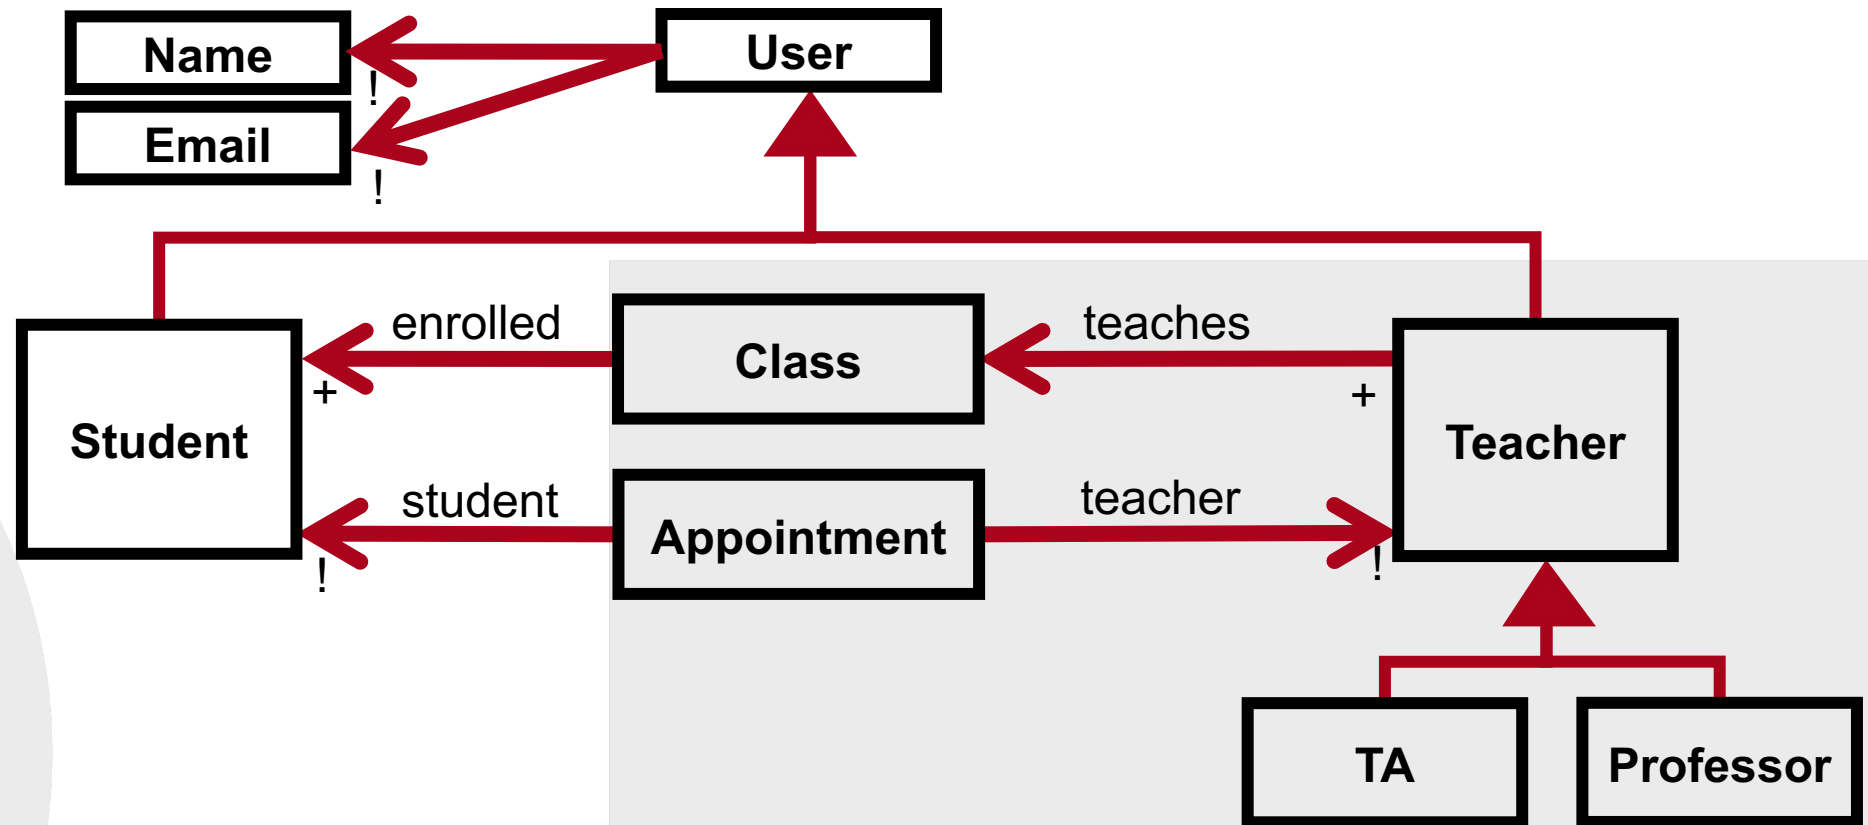 Name
User
!
Email
!
enrolled
teaches
Class
+
+
Student
Teacher
student
teacher
Appointment
!
!
TA
Professor